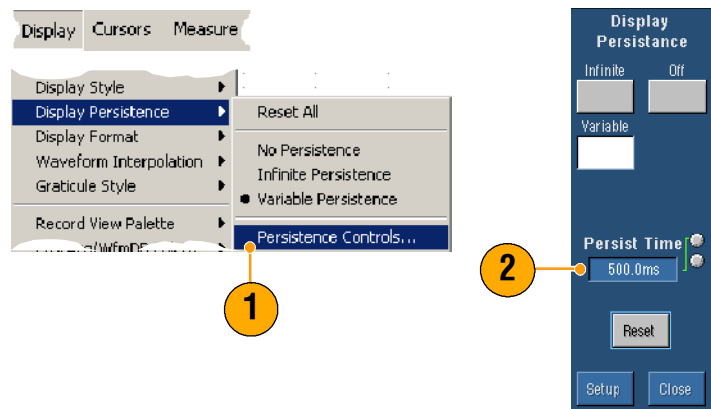 Display Cursors Measure
Display Style
Display Persistence
Display Format
Waveform Interpolation
Graticule Style
Record View Palette
Reset All
No Persistence
Infinite Persistence
Variable Persistence
Persistence Controls...
1
Display
Persistance
Infinite Off
Variable
Persist Time
2
500.0ms
Reset
Setup Close